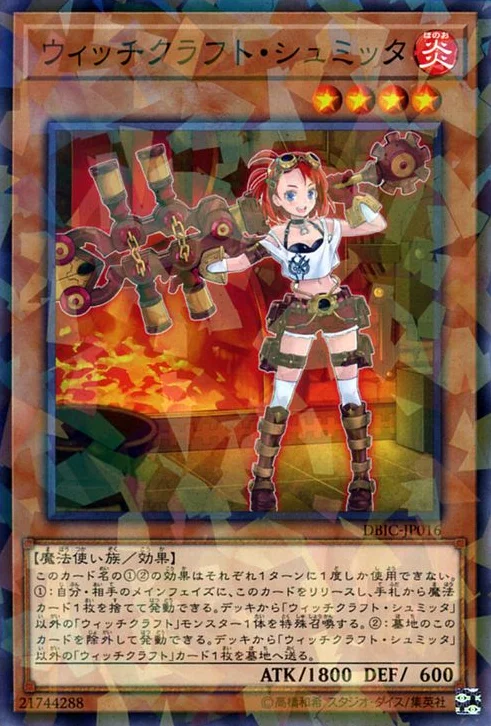 ウィッチクラフト・シュミッタ
ほのお
炎
DBIC-JP016
【魔法使い族／効果】
このカード名の①②の効果はそれぞれ１ターンに１度しか使用できない。
①：自分・相手のメインフェイズに、このカードをリリースし、手札から魔法
カード１枚を捨てて発動できる。デッキから「ウィッチクラフト・シュミッタ」
以外の「ウィッチクラフト」モンスター１体を特殊召喚する。②：墓地のこの
カードを除外して発動できる。デッキから「ウィッチクラフト・シュミッタ」
以外の「ウィッチクラフト」カード１枚を墓地へ送る。
ATK/1800 DEF/ 600
21744288 ©高橋和希 スタジオ・ダイス/集英社